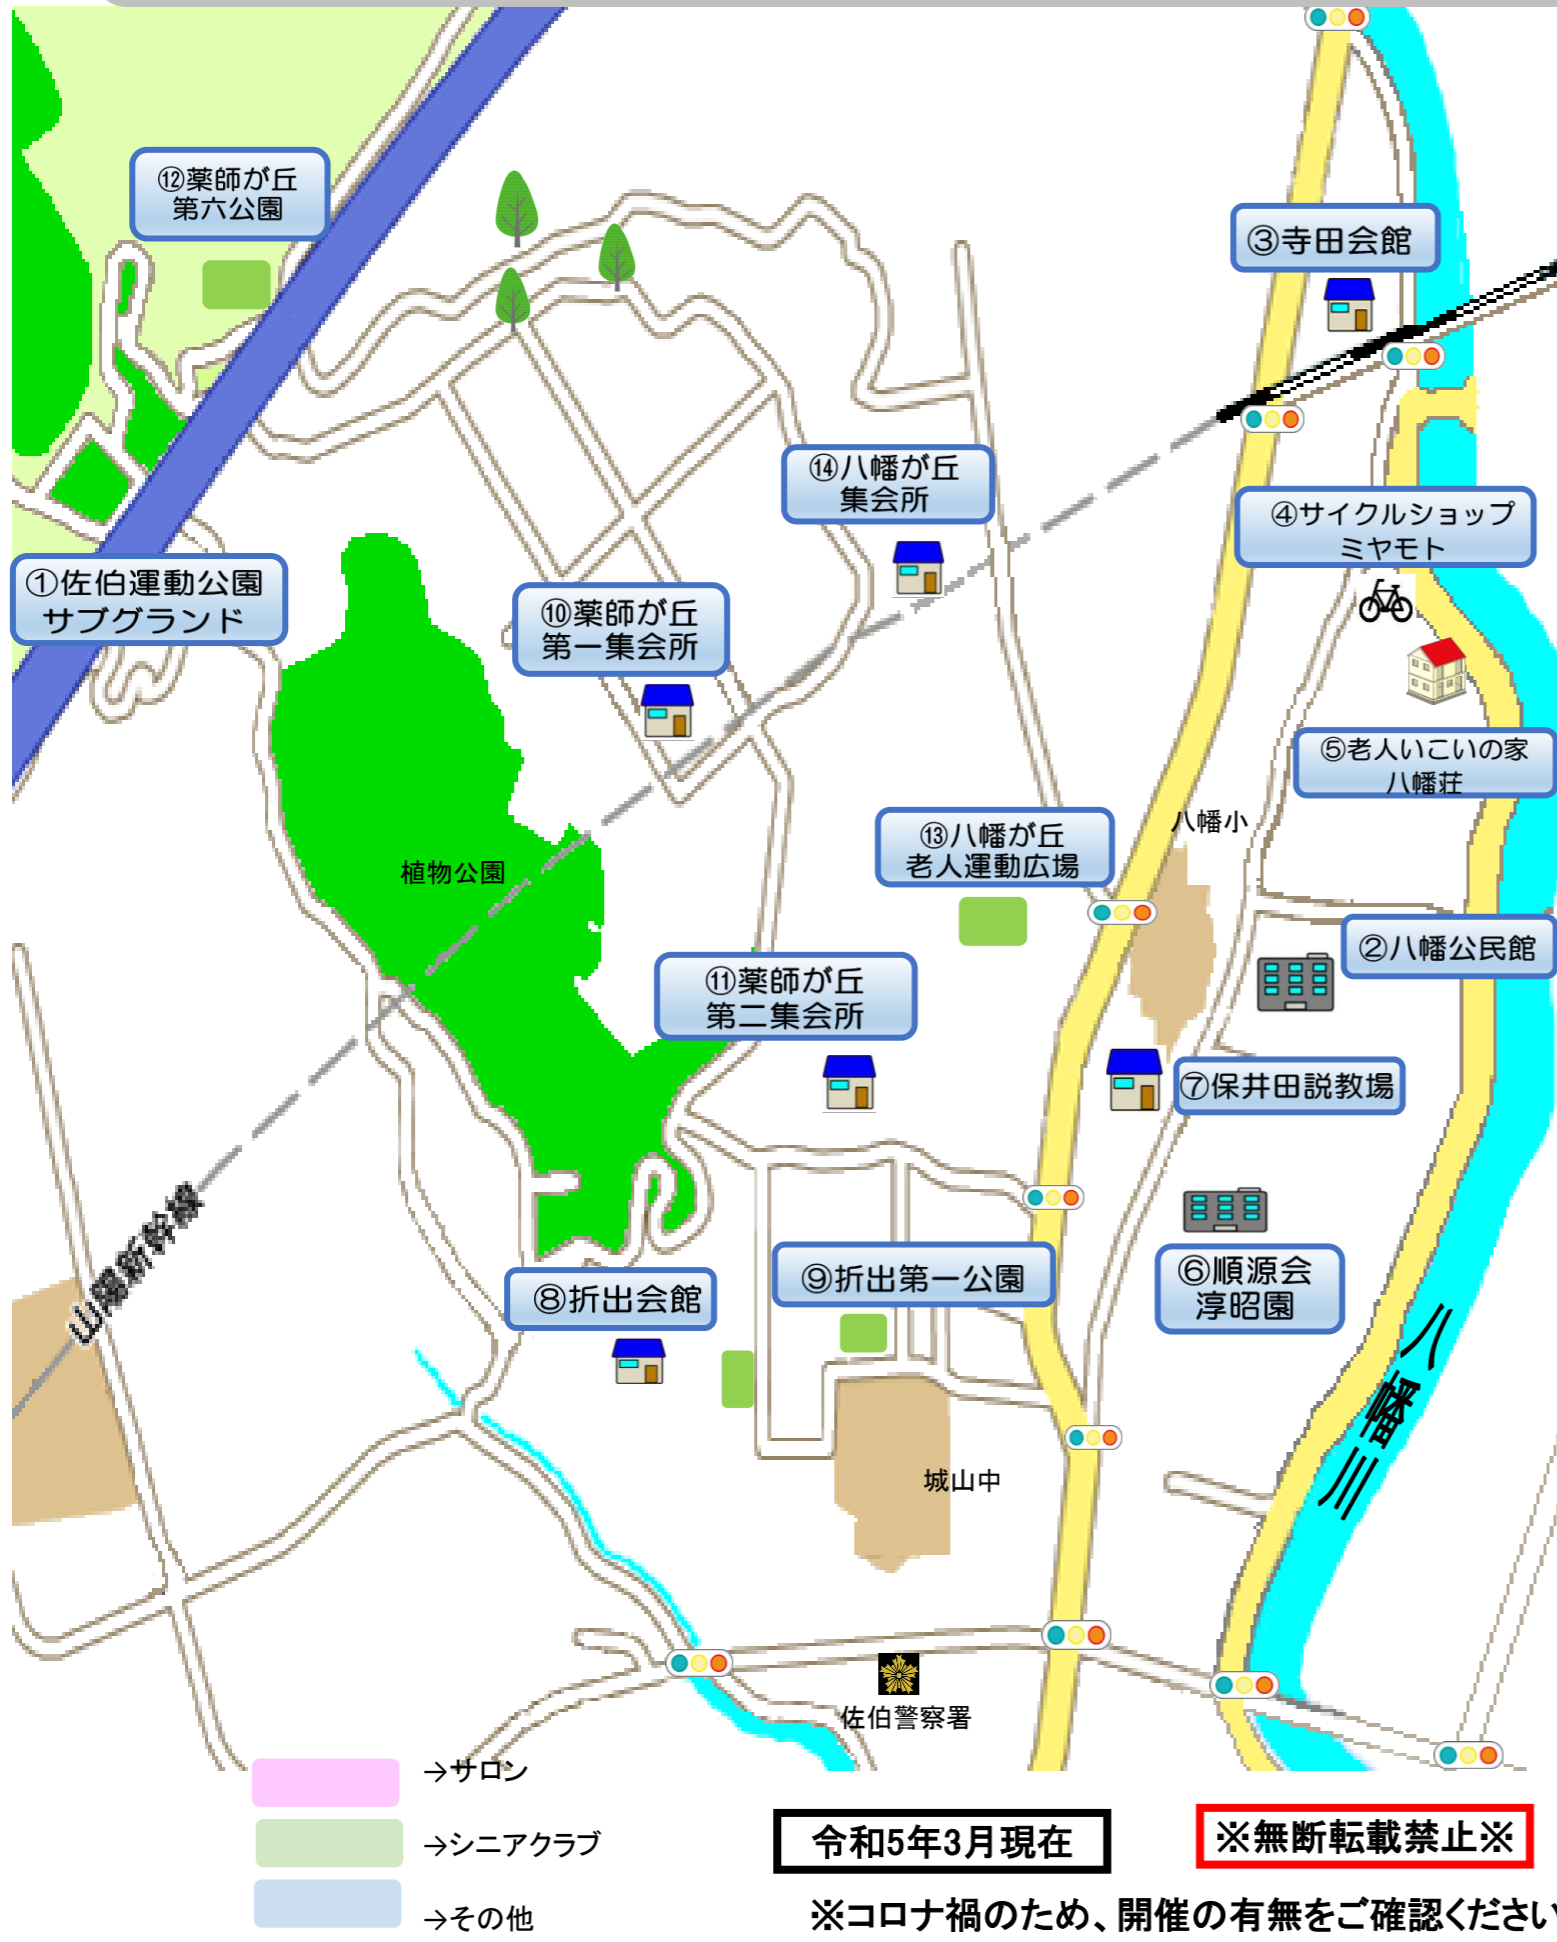 ⑫薬師が丘
第六公園
③寺田会館
⑭八幡が丘
集会所
④サイクルショップ
ミヤモト
①佐伯運動公園
サブグランド
⑩薬師が丘
第一集会所
⑤老人いこいの家
八幡荘
八幡小
⑬八幡が丘
老人運動広場
植物公園
②八幡公民館
⑪薬師が丘
第二集会所
⑦保井田説教場
山陽新幹線
⑥順源会
淳昭園
⑨折出第一公園
⑧折出会館
八幡川
城山中
佐伯警察署
→サロン
→シニアクラブ
→その他
令和5年3月現在
※無断転載禁止※
※コロナ禍のため、開催の有無をご確認ください